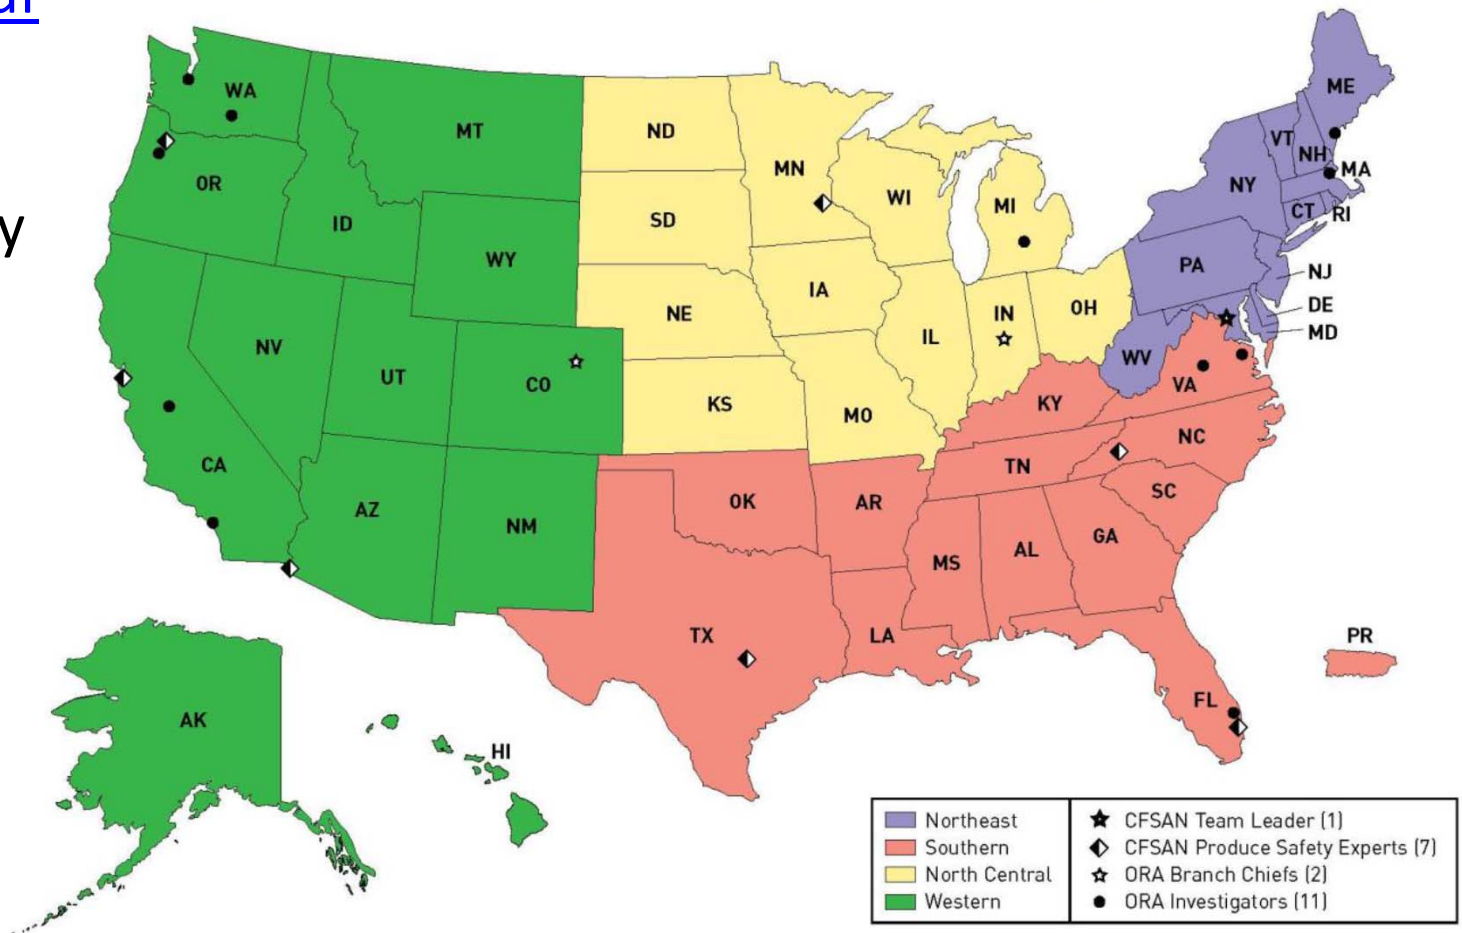 y
ME
WA
MT
ND
VT
NH
MN
MA
OR
NY
WI
MI
ID
SD
CT
RI
WY
PA
NJ
IA
DE
NE
IN
OH
MD
NV
IL
WV
UT
CO
VA
KS
KY
MO
NC
CA
TN
SC
AZ
OK
AR
NM
GA
AL
MS
TX
LA
PR
FL
AK
HI
Northeast
Southern
North Central
Western
CFSAN Team Leader (1)
CFSAN Produce Safety Experts (7)
ORA Branch Chiefs (2)
ORA Investigators (11)